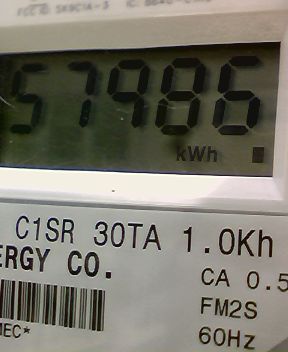 57986
kWh
C1SR 30TA 1.0Kh
ERGY CO.
CA 0.5
FM2S
60Hz
MEC*